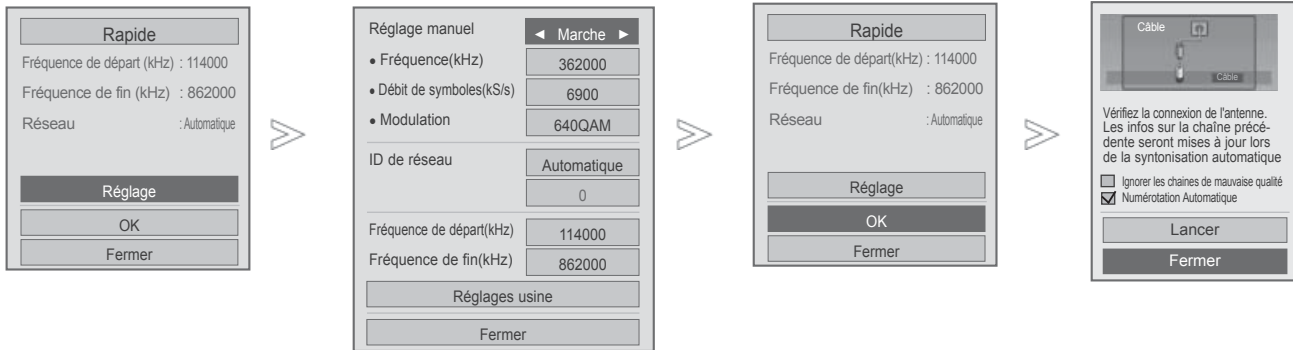 Rapide
Fréquence de départ (kHz) : 114000
Fréquence de fin (kHz) : 862000
Réseau : Automatique
Réglage
OK
Fermer
Réglage manuel ◄ Marche ►
• Fréquence(kHz) 362000
• Débit de symboles(kS/s) 6900
• Modulation 640QAM
ID de réseau Automatique
0
Fréquence de départ(kHz) 114000
Fréquence de fin(kHz) 862000
Réglages usine
Fermer
Rapide
Fréquence de départ(kHz) : 114000
Fréquence de fin(kHz) : 862000
Réseau : Automatique
Réglage
OK
Fermer
Câble
Câble
Vérifiez la connexion de l'antenne.
Les infos sur la chaîne précé-
dente seront mises à jour lors
de la syntonisation automatique
Ignorer les chaines de mauvaise qualité
Numérotation Automatique
Lancer
Fermer